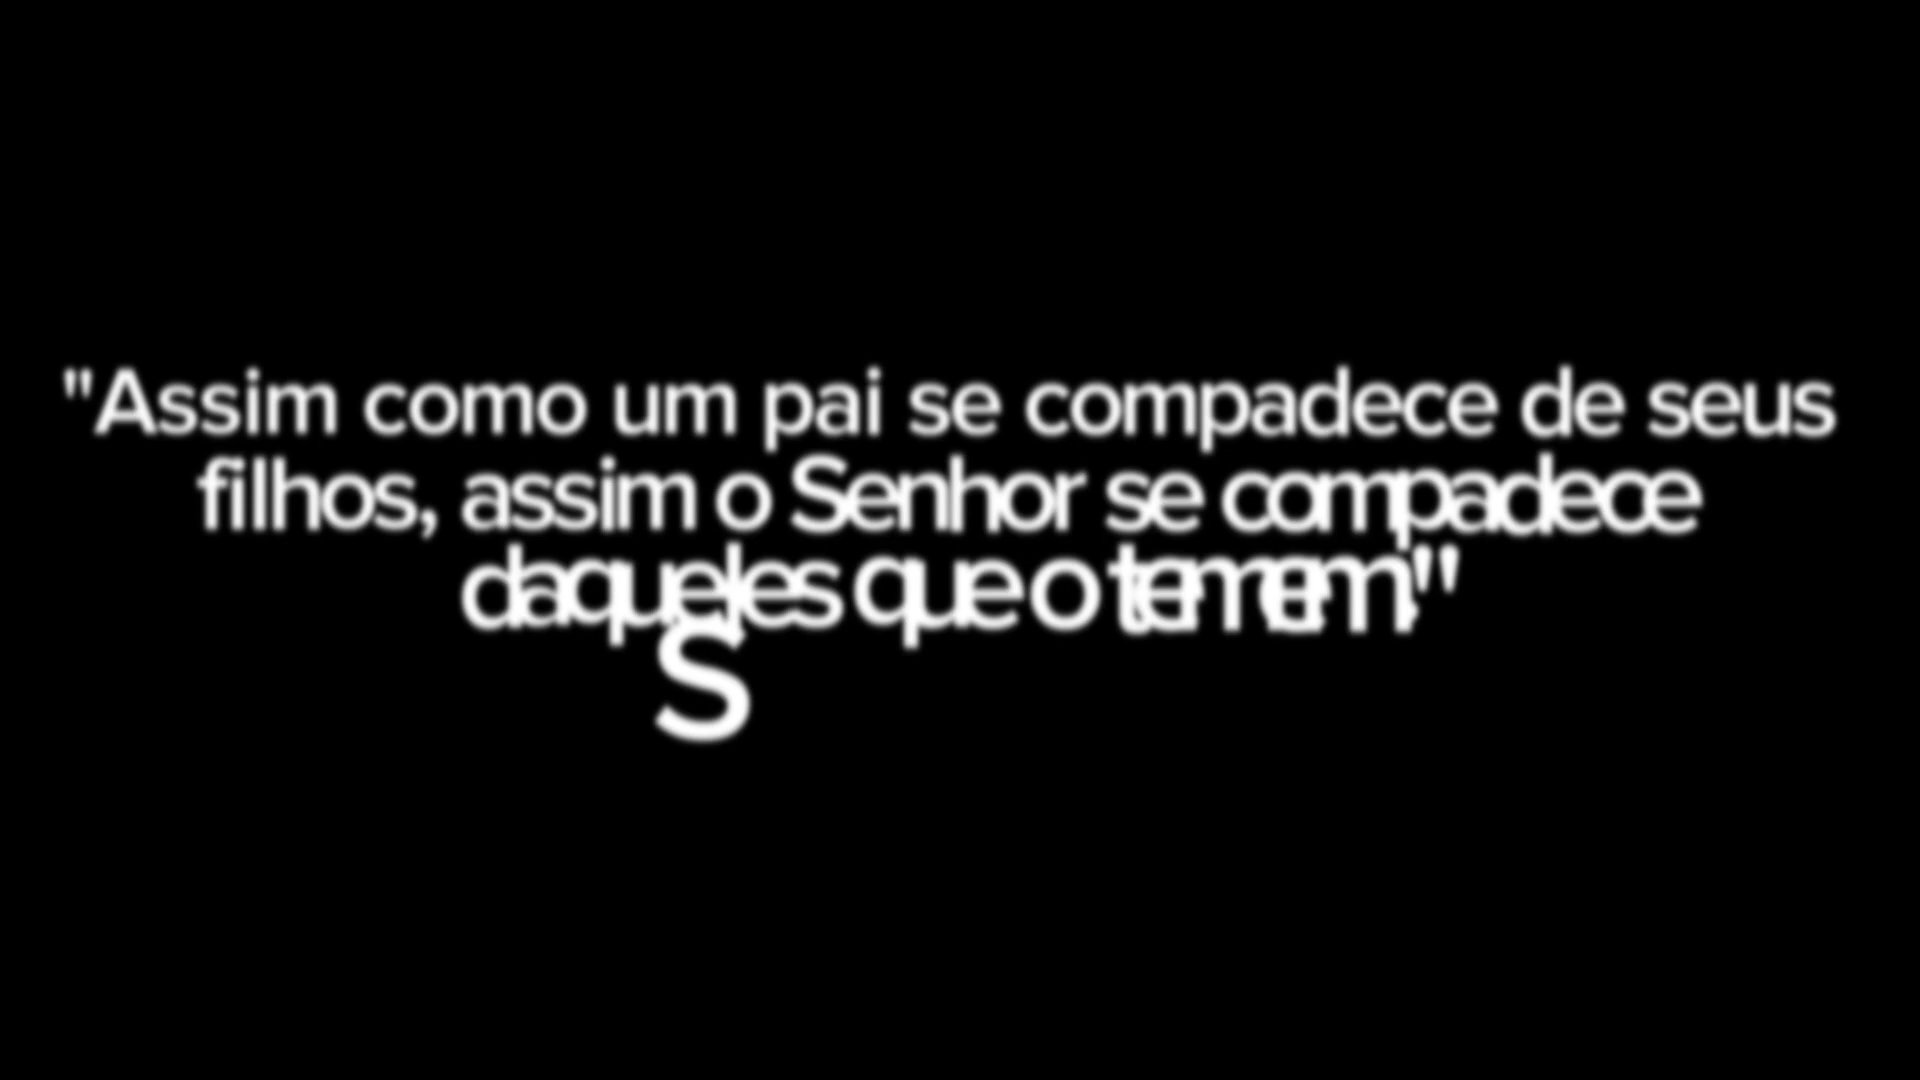 "Assim como um pai se compadece de seus
filhos, assim o Senhor se compadece
daqueles que o temem."
S